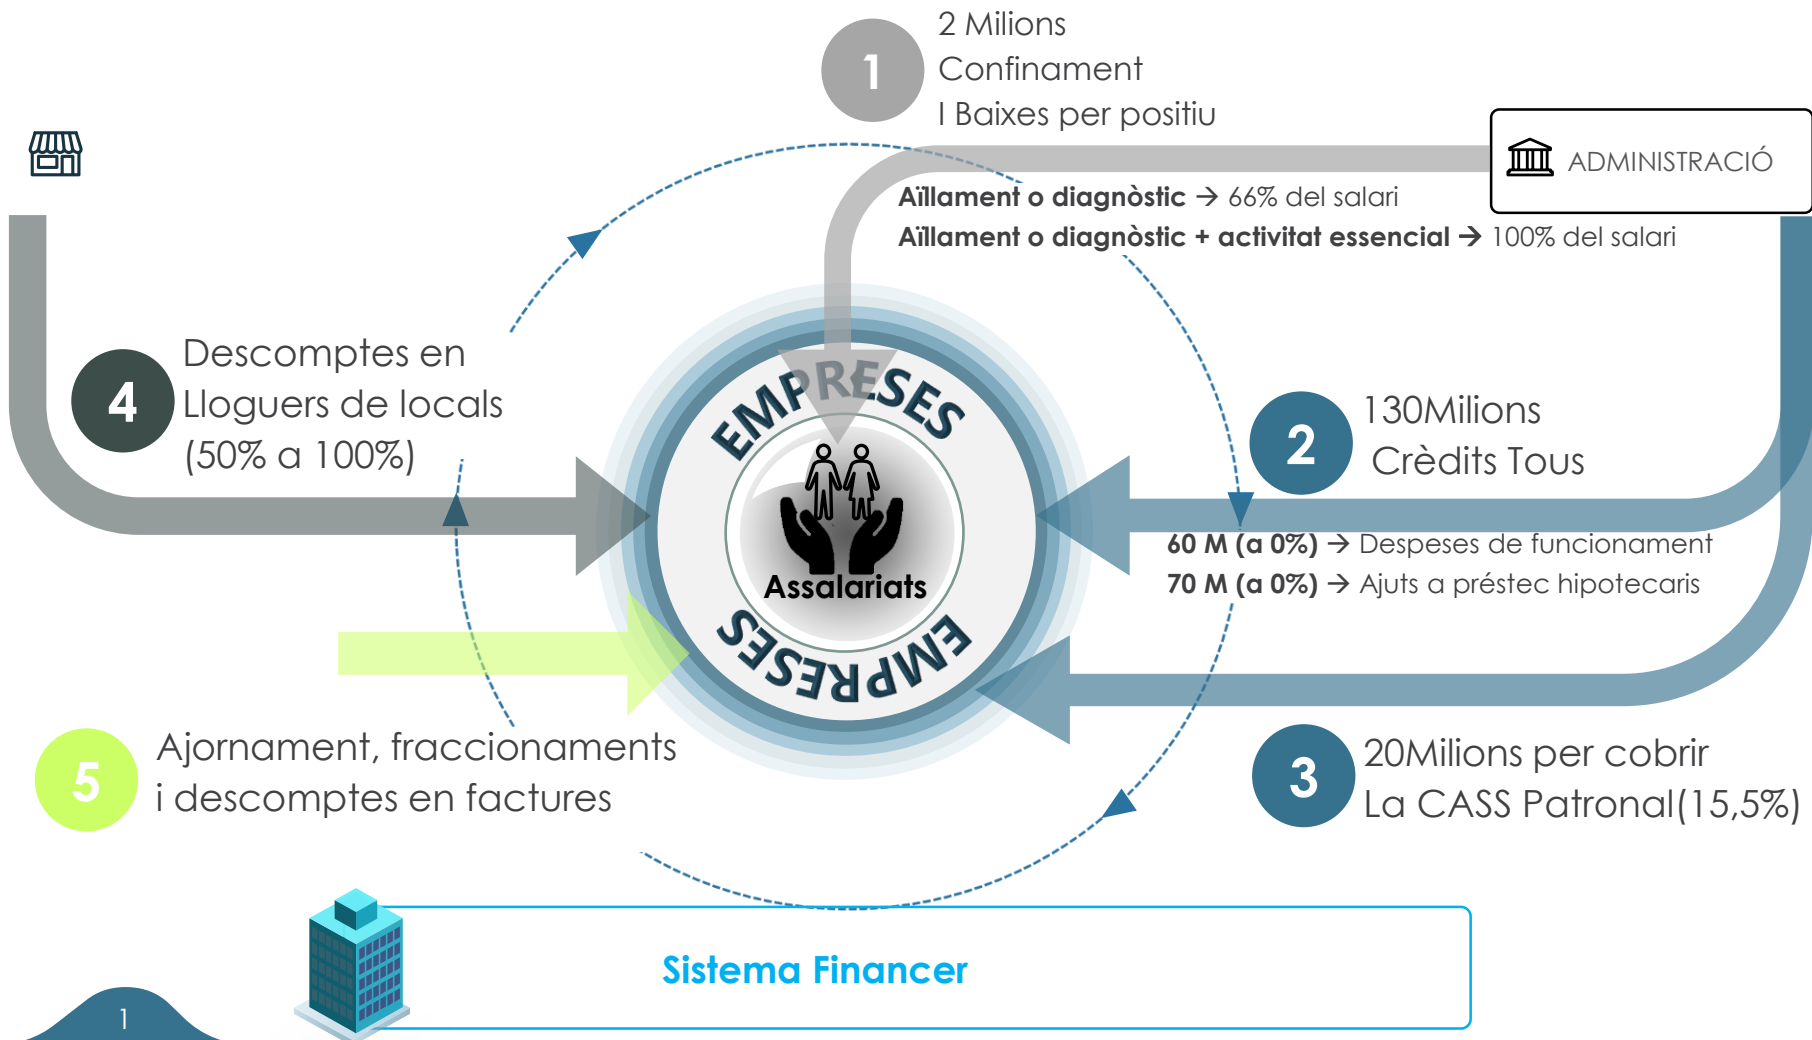 1
2 Milions
Confinament
I Baixes per positiu
ADMINISTRACIÓ
Aïllament o diagnòstic → 66% del salari
Aïllament o diagnòstic + activitat essencial → 100% del salari
4
Descomptes en
Lloguers de locals
(50% a 100%)
EMPRESES
Assalariats
EMPRESES
2
130Milions
Crèdits Tous
60 M (a 0%) → Despeses de funcionament
70 M (a 0%) → Ajuts a préstec hipotecaris
5
Ajornament, fraccionaments
i descomptes en factures
3
20Milions per cobrir
La CASS Patronal(15,5%)
Sistema Financer
1